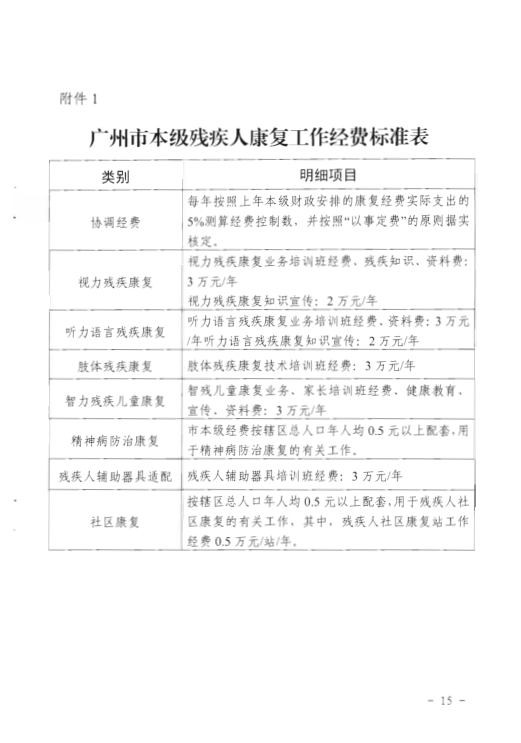 附件 1
广州市本级残疾人康复工作经费标准表
类别
明细项目
协调经费
每年按照上年本级财政安排的康复经费实际支出的
5%测算经费控制数，并按照“以事定费”的原则据实
核定。
视力残疾康复
视力残疾康复业务培训班经费、残疾知识、资料费：
3 万元/年
视力残疾康复知识宣传：2 万元/年
听力语言残疾康复
听力语言残疾康复业务培训班经费、资料费：3 万元
/年听力语言残疾康复知识宣传：2 万元/年
肢体残疾康复
肢体残疾康复技术培训班经费：3 万元/年
智力残疾儿童康复
智残儿童康复业务、家长培训班经费、健康教育、
宣传、资料费：3 万元/年
精神病防治康复
市本级经费按辖区总人口年人均 0.5 元以上配套,用
于精神病防治康复的有关工作。
残疾人辅助器具适配
残疾人辅助器具培训班经费：3 万元/年
社区康复
按辖区总人口年人均 0.5 元以上配套,用于残疾人社
区康复的有关工作，其中，残疾人社区康复站工作
经费 0.5 万元/站/年。
- 15 -